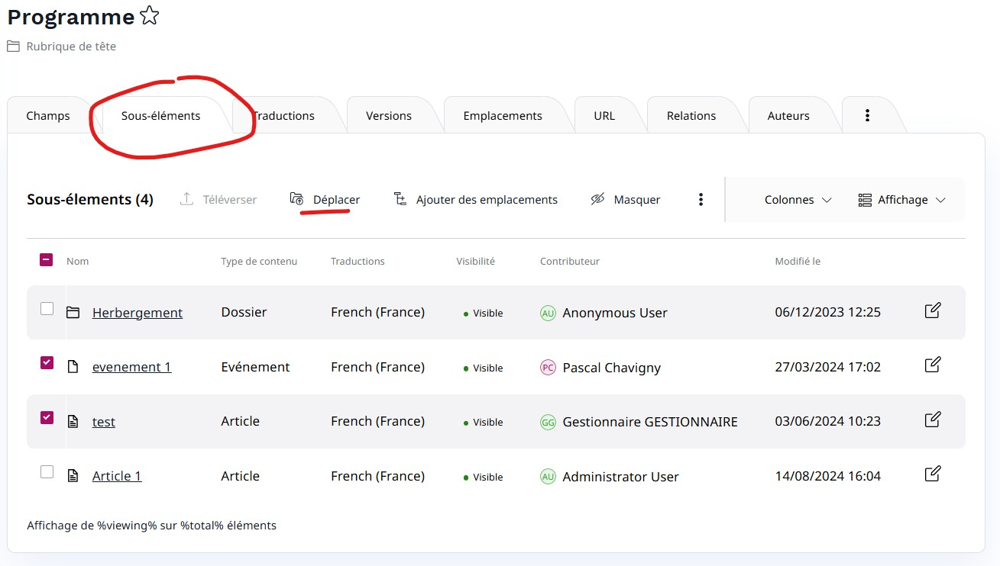 Programme
Rubrique de tête
Champs Sous-éléments Traductions Versions Emplacements URL Relations Auteurs
Sous-élements (4) Téléverser Déplacer Ajouter des emplacements Masquer Colonnes Affichage
Nom Type de contenu Traductions Visibilité Contributeur Modifié le
Herbergement Dossier French (France) Visible AU Anonymous User 06/12/2023 12:25
evenement 1 Evénement French (France) Visible PC Pascal Chavigny 27/03/2024 17:02
test Article French (France) Visible GG Gestionnaire GESTIONNAIRE 03/06/2024 10:23
Article 1 Article French (France) Visible AU Administrator User 14/08/2024 16:04
Affichage de %viewing% sur %total% éléments